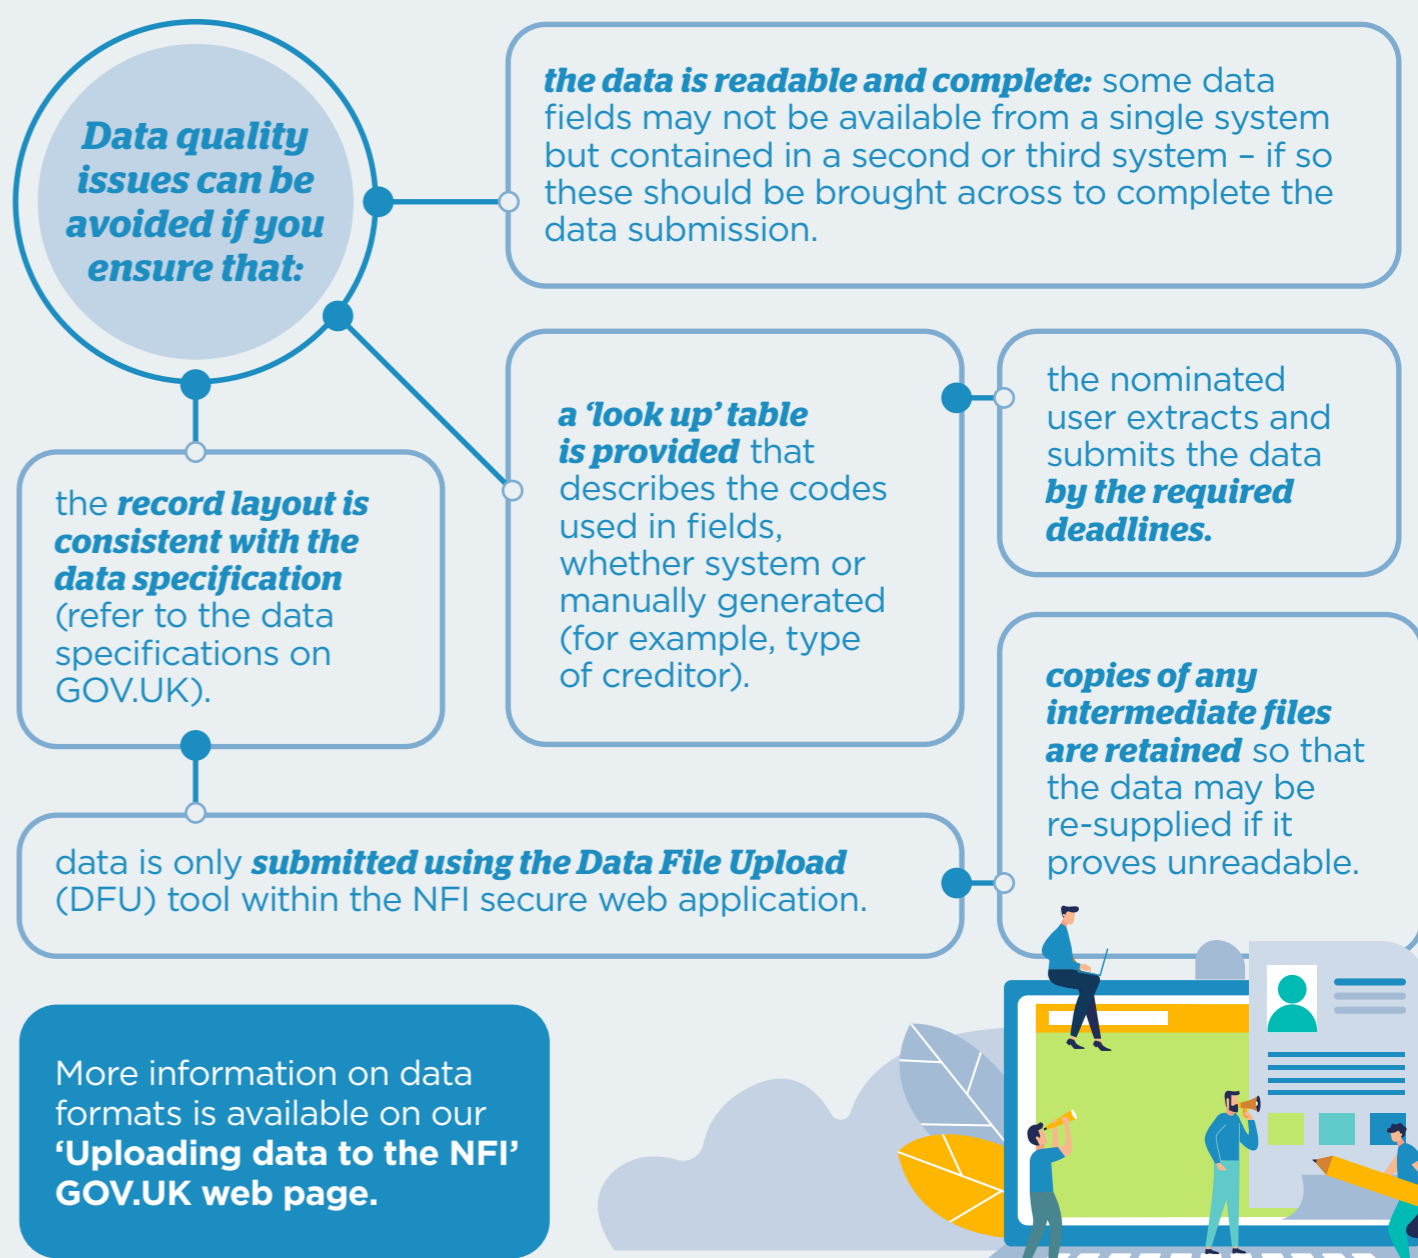 Data quality
issues can be
avoided if you
ensure that:
the data is readable and complete: some data
fields may not be available from a single system
but contained in a second or third system – if so
these should be brought across to complete the
data submission.
a ‘look up’ table
is provided that
describes the codes
used in fields,
whether system or
manually generated
(for example, type
of creditor).
the nominated
user extracts and
submits the data
by the required
deadlines.
the record layout is
consistent with the
data specification
(refer to the data
specifications on
GOV.UK).
data is only submitted using the Data File Upload
(DFU) tool within the NFI secure web application.
copies of any
intermediate files
are retained so that
the data may be
re-supplied if it
proves unreadable.
More information on data
formats is available on our
‘Uploading data to the NFI’
GOV.UK web page.